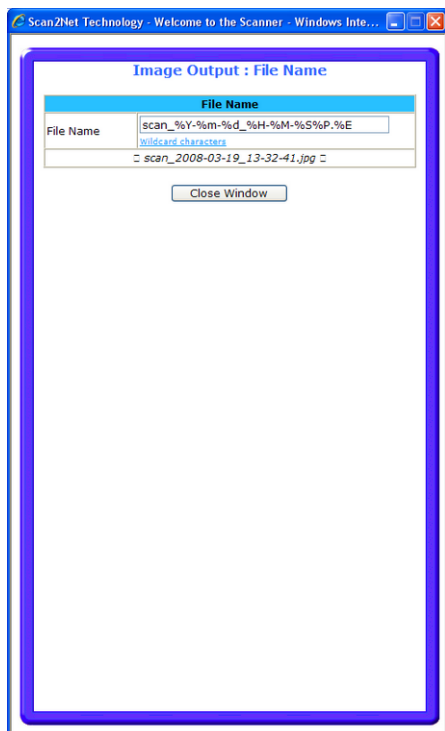 Scan2Net Technology - Welcome to the Scanner - Windows Inte...
Image Output : File Name
File Name
File Name
scan_%Y-%m-%d_%H-%M-%S%P.%E
Wildcard characters
□ scan_2008-03-19_13-32-41.jpg □
Close Window